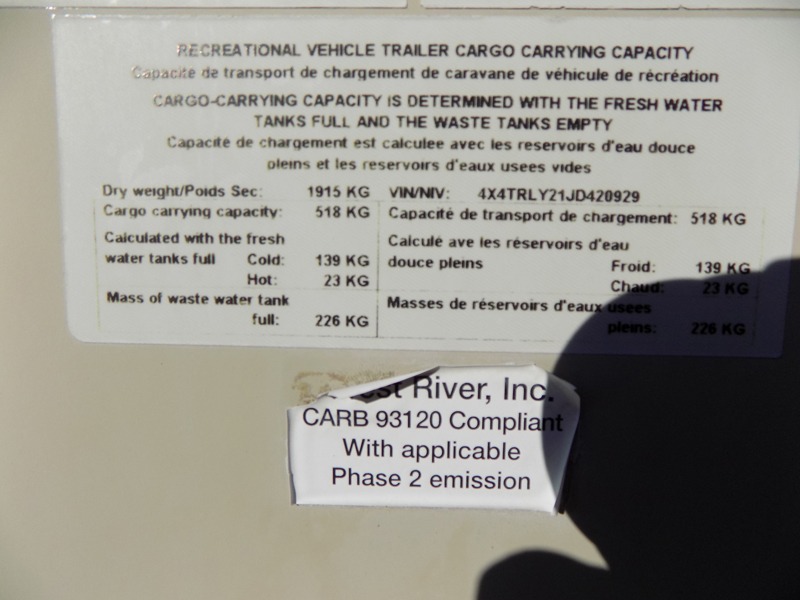 RECREATIONAL VEHICLE TRAILER CARGO CARRYING CAPACITY
Capacite de transport de chargement de caravane de véhicule de récréation
CARGO-CARRYING CAPACITY IS DETERMINED WITH THE FRESH WATER
TANKS FULL AND THE WASTE TANKS EMPTY
Capacité de chargement est calculee avec les reservoirs d'eau douce
pleins et les reservoirs d'eaux usees vides
Dry weight/Poids Sec: 1915 KG VIN/NIV: 4X4TRLY21JD420929
Cargo carrying capacity: 518 KG Capacité de transport de chargement: 518 KG
Calculated with the fresh
water tanks full Cold: 139 KG
Hot: 23 KG
Mass of waste water tank
full: 226 KG
Calculé ave les réservoirs d'eau
douce pleins Froid: 139 KG
Chaud: 23 KG
Masses de réservoirs d'eaux usees
pleins: 226 KG
River, Inc.
CARB 93120 Compliant
With applicable
Phase 2 emission